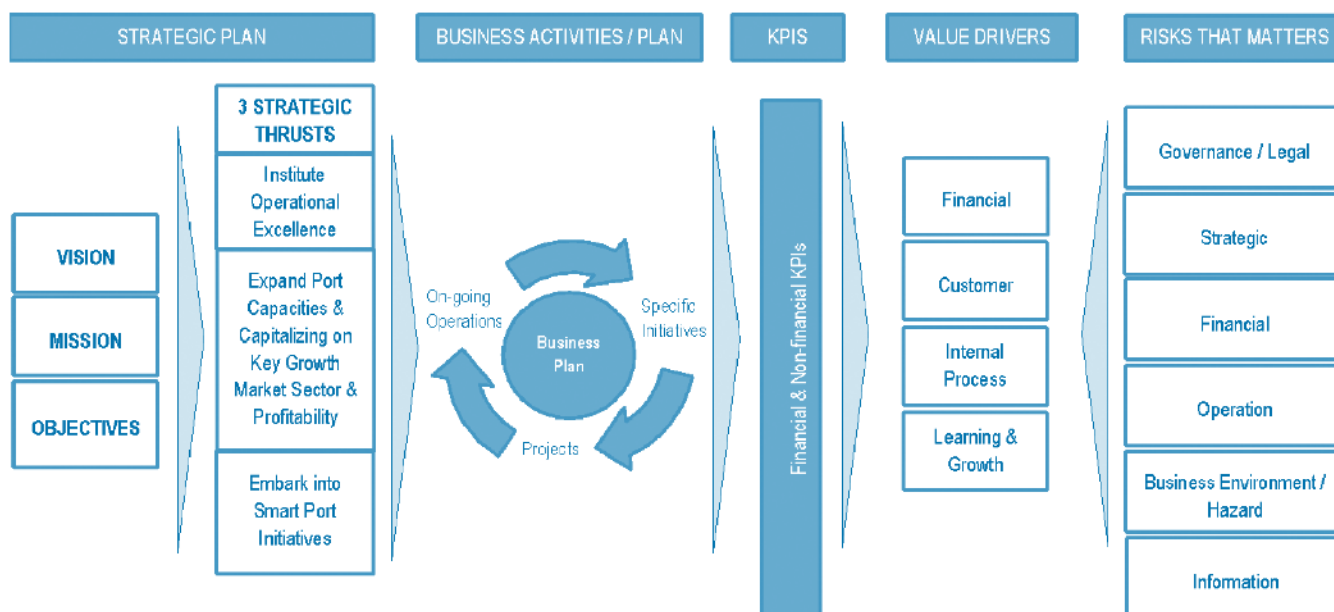 STRATEGIC PLAN
BUSINESS ACTIVITIES / PLAN
KPIS
VALUE DRIVERS
RISKS THAT MATTERS
VISION
MISSION
OBJECTIVES
3 STRATEGIC
THRUSTS
Institute
Operational
Excellence
Expand Port
Capacities &
Capitalizing on
Key Growth
Market Sector &
Profitability
Embark into
Smart Port
Initiatives
On-going
Operations
Business
Plan
Specific
Initiatives
Projects
Financial & Non-financial KPIs
Financial
Customer
Internal
Process
Learning &
Growth
Governance / Legal
Strategic
Financial
Operation
Business Environment /
Hazard
Information